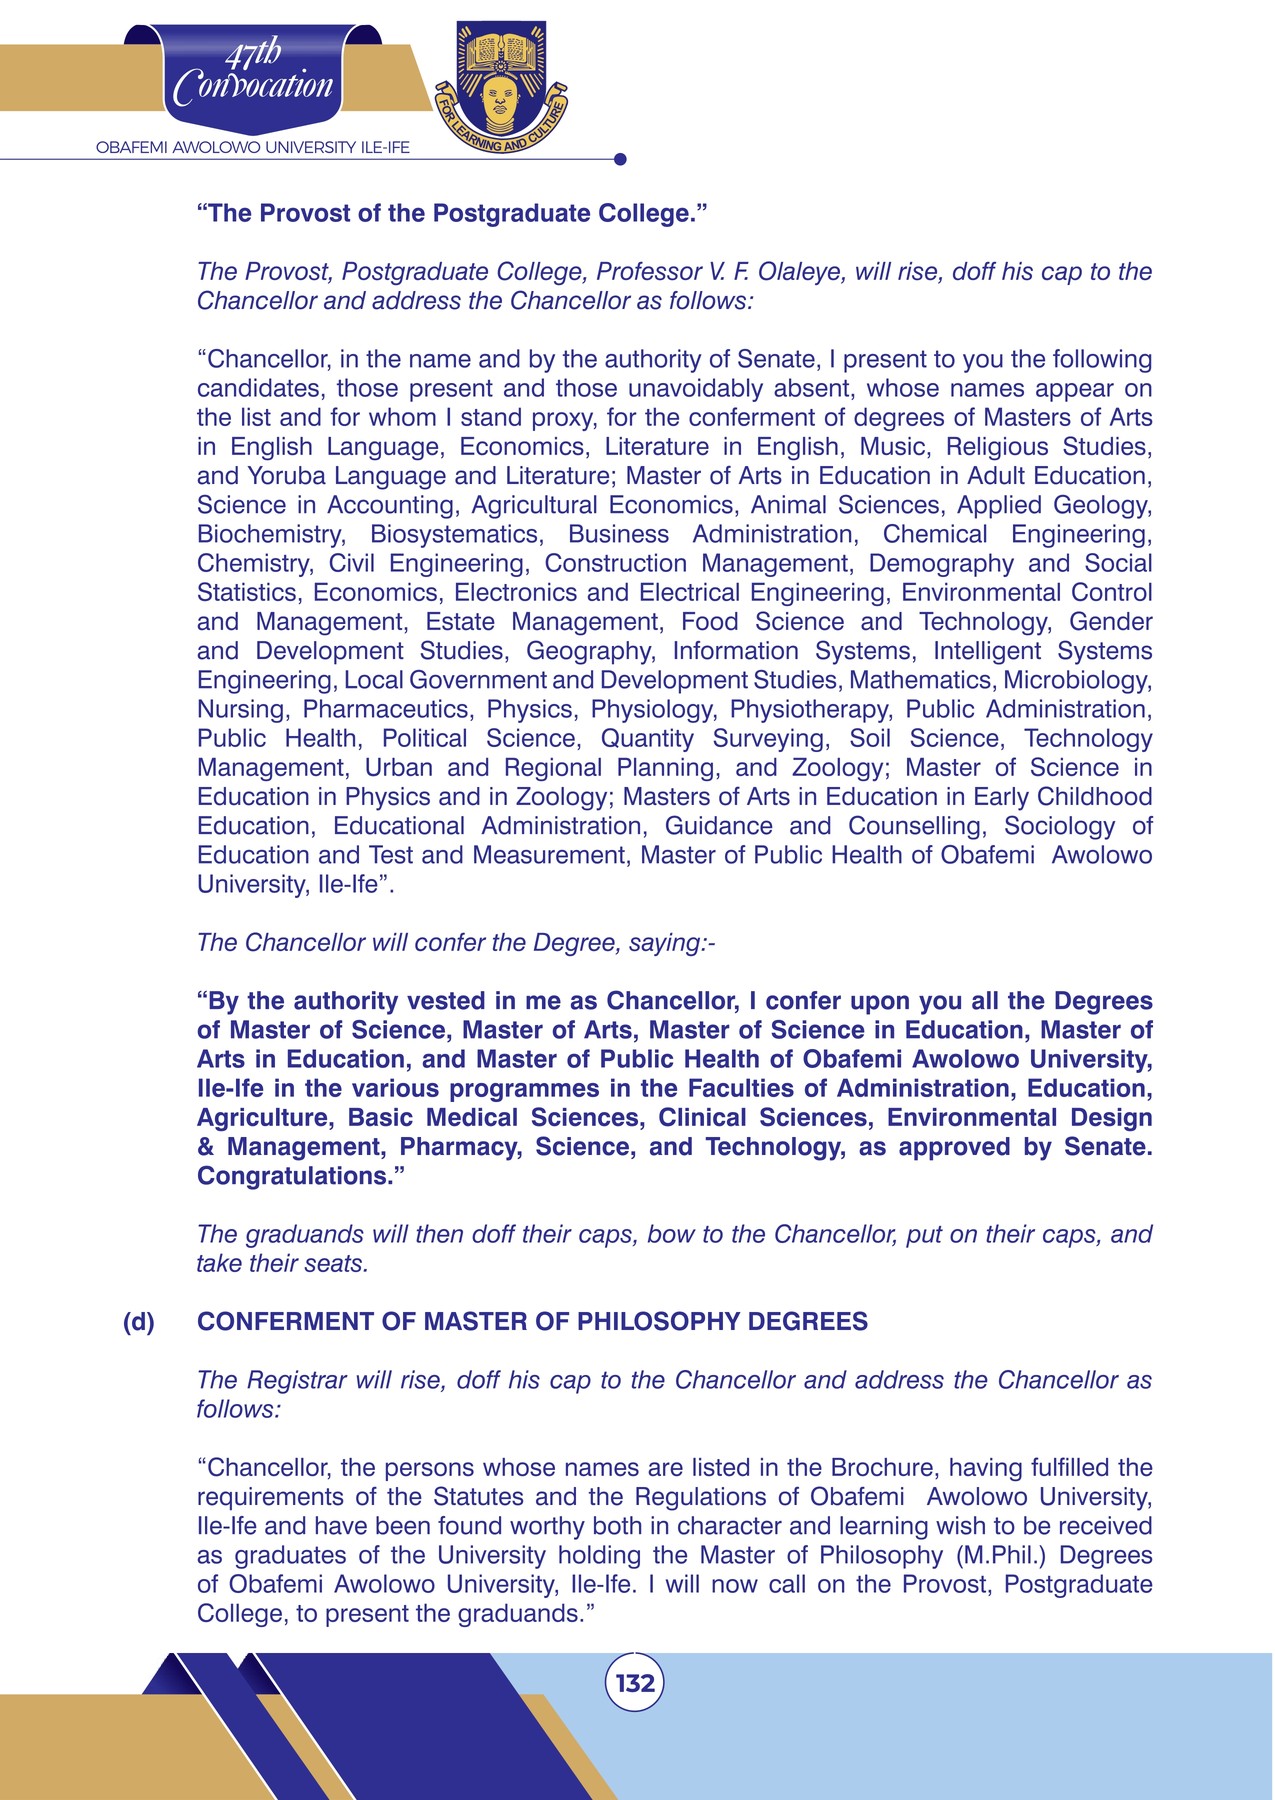 47th
Convocation
FOR LEARNING AND CULTURE
OBAFEMI AWOLOWO UNIVERSITY ILE-IFE
“The Provost of the Postgraduate College.”
The Provost, Postgraduate College, Professor V. F. Olaleye, will rise, doff his cap to the
Chancellor and address the Chancellor as follows:
“Chancellor, in the name and by the authority of Senate, I present to you the following
candidates, those present and those unavoidably absent, whose names appear on
the list and for whom I stand proxy, for the conferment of degrees of Masters of Arts
in English Language, Economics, Literature in English, Music, Religious Studies,
and Yoruba Language and Literature; Master of Arts in Education in Adult Education,
Science in Accounting, Agricultural Economics, Animal Sciences, Applied Geology,
Biochemistry, Biosystematics, Business Administration, Chemical Engineering,
Chemistry, Civil Engineering, Construction Management, Demography and Social
Statistics, Economics, Electronics and Electrical Engineering, Environmental Control
and Management, Estate Management, Food Science and Technology, Gender
and Development Studies, Geography, Information Systems, Intelligent Systems
Engineering, Local Government and Development Studies, Mathematics, Microbiology,
Nursing, Pharmaceutics, Physics, Physiology, Physiotherapy, Public Administration,
Public Health, Political Science, Quantity Surveying, Soil Science, Technology
Management, Urban and Regional Planning, and Zoology; Master of Science in
Education in Physics and in Zoology; Masters of Arts in Education in Early Childhood
Education, Educational Administration, Guidance and Counselling, Sociology of
Education and Test and Measurement, Master of Public Health of Obafemi Awolowo
University, Ile-Ife”.
The Chancellor will confer the Degree, saying:-
“By the authority vested in me as Chancellor, I confer upon you all the Degrees
of Master of Science, Master of Arts, Master of Science in Education, Master of
Arts in Education, and Master of Public Health of Obafemi Awolowo University,
Ile-Ife in the various programmes in the Faculties of Administration, Education,
Agriculture, Basic Medical Sciences, Clinical Sciences, Environmental Design
& Management, Pharmacy, Science, and Technology, as approved by Senate.
Congratulations.”
The graduands will then doff their caps, bow to the Chancellor, put on their caps, and
take their seats.
(d) CONFERMENT OF MASTER OF PHILOSOPHY DEGREES
The Registrar will rise, doff his cap to the Chancellor and address the Chancellor as
follows:
“Chancellor, the persons whose names are listed in the Brochure, having fulfilled the
requirements of the Statutes and the Regulations of Obafemi Awolowo University,
Ile-Ife and have been found worthy both in character and learning wish to be received
as graduates of the University holding the Master of Philosophy (M.Phil.) Degrees
of Obafemi Awolowo University, Ile-Ife. I will now call on the Provost, Postgraduate
College, to present the graduands.”
132